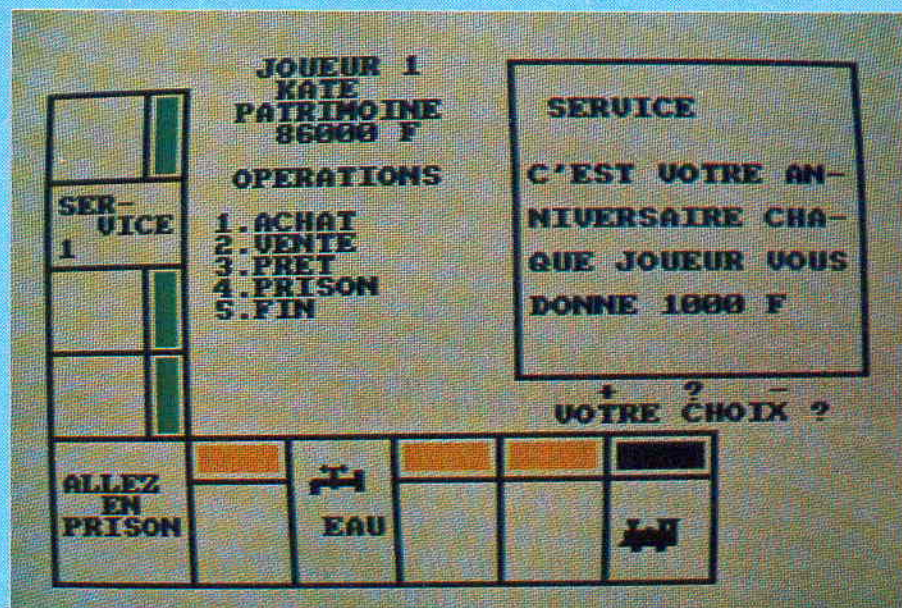 JOUEUR 1
KATE
PATRIMOINE
86000 F
OPERATIONS
1.ACHAT
2.VENTE
3.PRET
4.PRISON
5.FIN
SERVICE
C'EST VOTRE AN-
NIVERSAIRE CHA-
QUE JOUEUR VOUS
DONNE 1000 F
+ ? -
VOTRE CHOIX ?
SER-
VICE
1
ALLEZ
EN
PRISON
EAU